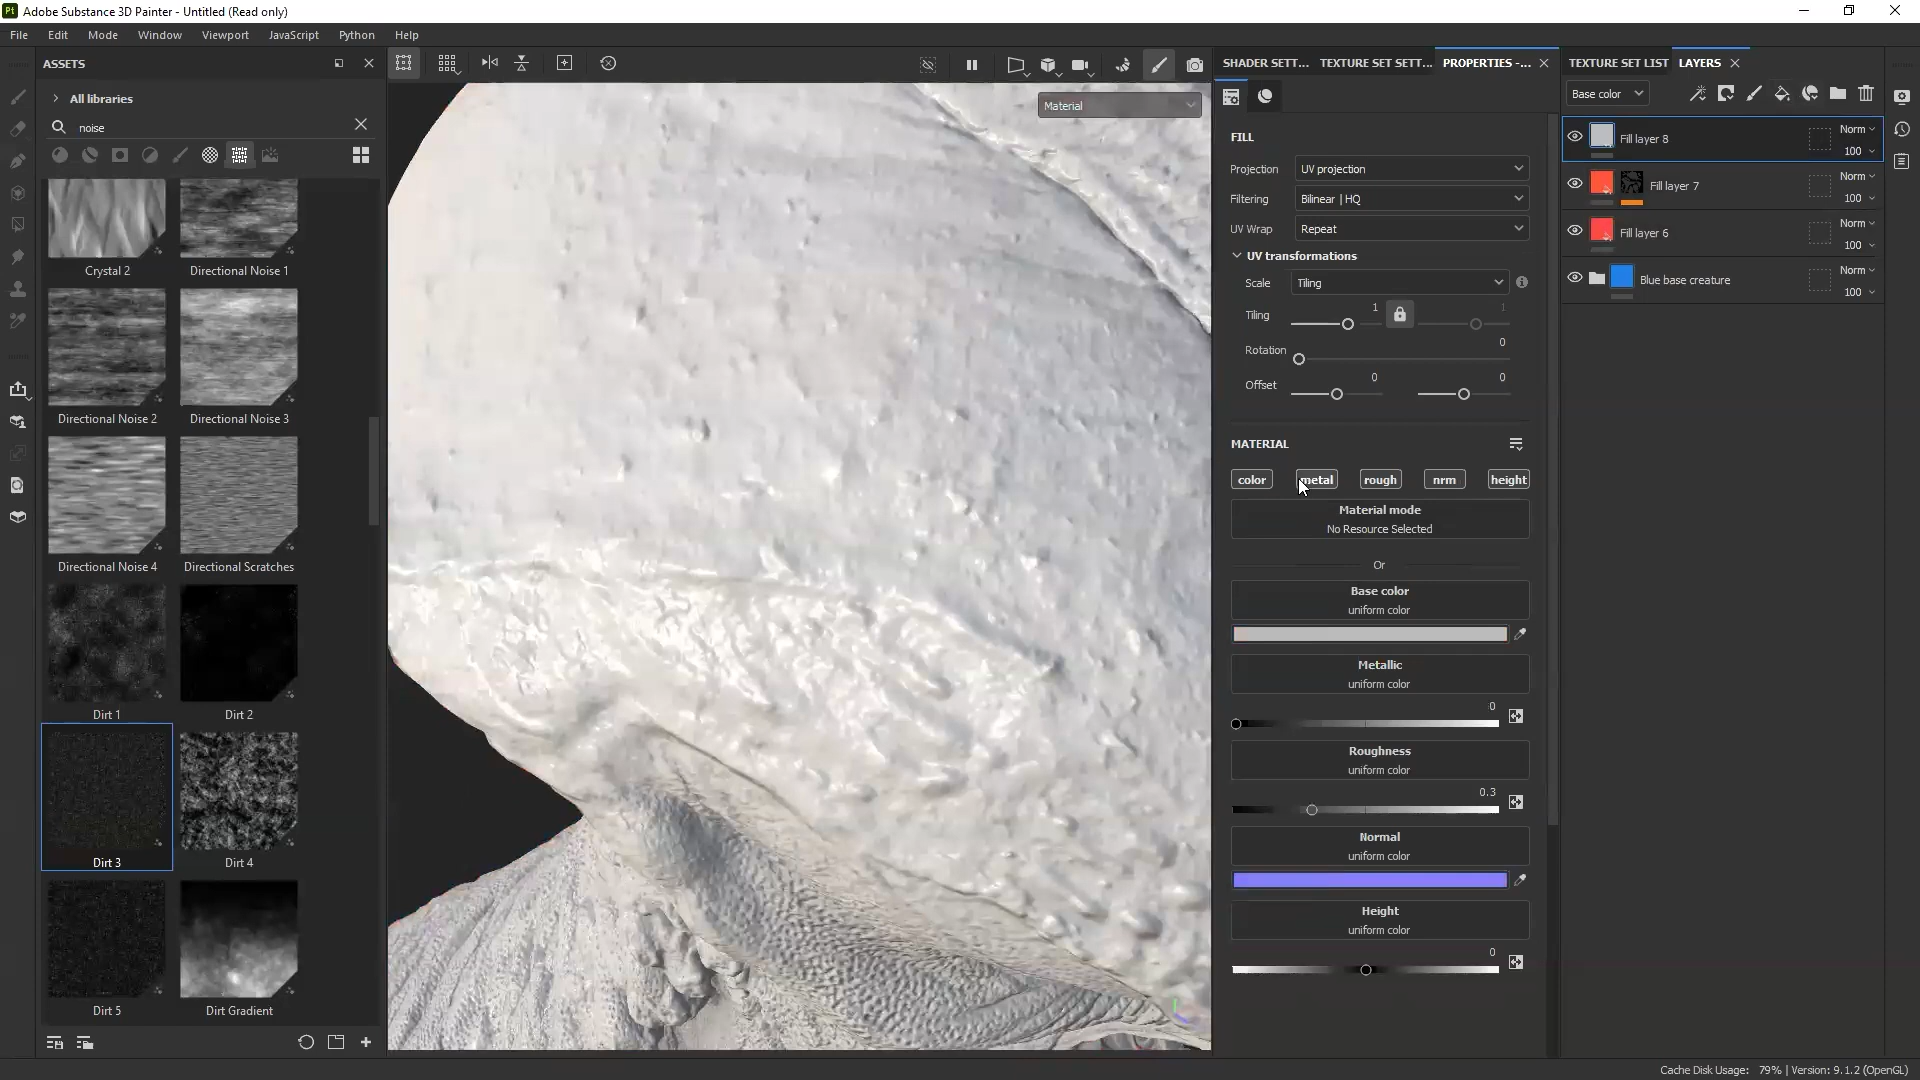 Pt Adobe Substance 3D Painter - Untitled (Read only)
File Edit Mode Window Viewport JavaScript Python Help
ASSETS
All libraries
noise
Crystal 2
Directional Noise 1
Directional Noise 2
Directional Noise 3
Directional Noise 4
Directional Scratches
Dirt 1
Dirt 2
Dirt 3
Dirt 4
Dirt 5
Dirt Gradient
Material
SHADER SETT... TEXTURE SET SETT... PROPERTIES -...
FILL
Projection UV projection
Filtering Bilinear | HQ
UV Wrap Repeat
UV transformations
Scale Tiling
Tiling 1 1
Rotation 0
Offset 0 0
MATERIAL
color metal rough nrm height
Material mode
No Resource Selected
Or
Base color
uniform color
Metallic
uniform color
0
Roughness
uniform color
0.3
Normal
uniform color
Height
uniform color
0
TEXTURE SET LIST LAYERS
Base color
Fill layer 8 Norm
100
Fill layer 7 Norm
100
Fill layer 6 Norm
100
Blue base creature Norm
100
Cache Disk Usage: 79% | Version: 9.1.2 (OpenGL)